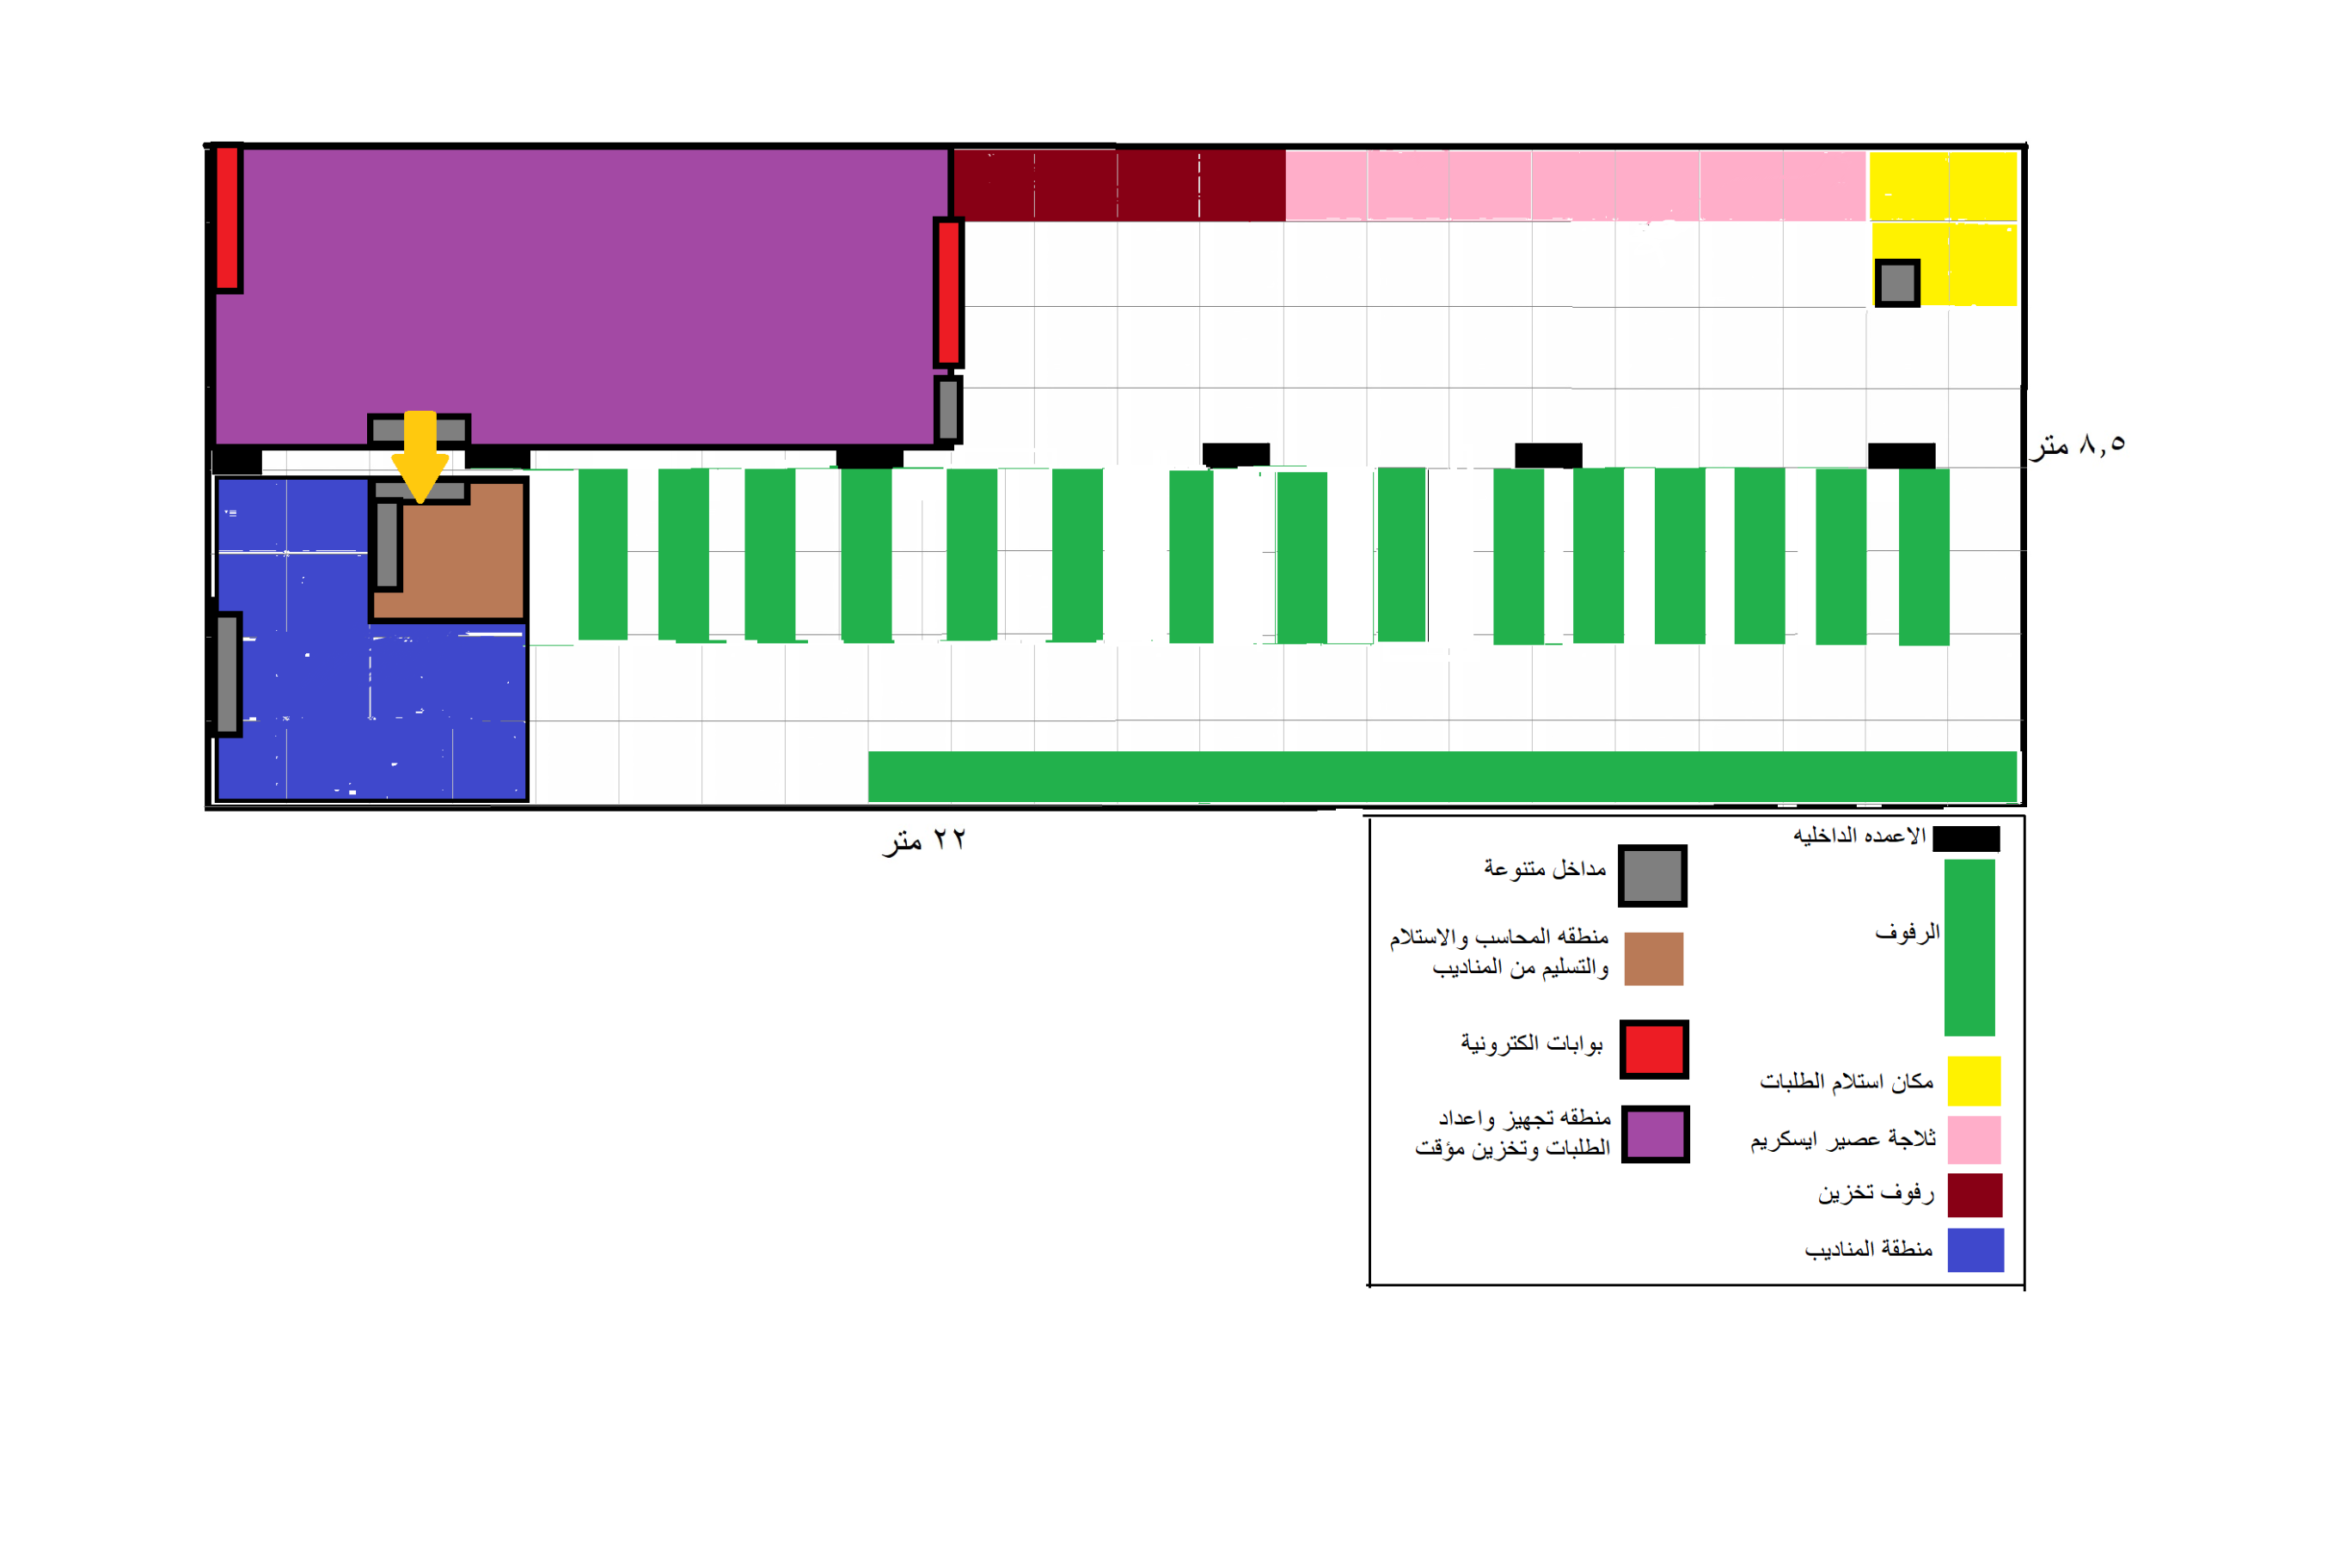 ٨,٥ متر
٢٢ متر
الاعمده الداخليه
الرفوف
مكان استلام الطلبات
ثلاجة عصير ايسكريم
رفوف تخزين
منطقة المناديب
مداخل متنوعة
منطقه المحاسب والاستلام
والتسليم من المناديب
بوابات الكترونية
منطقه تجهيز واعداد
الطلبات وتخزين مؤقت